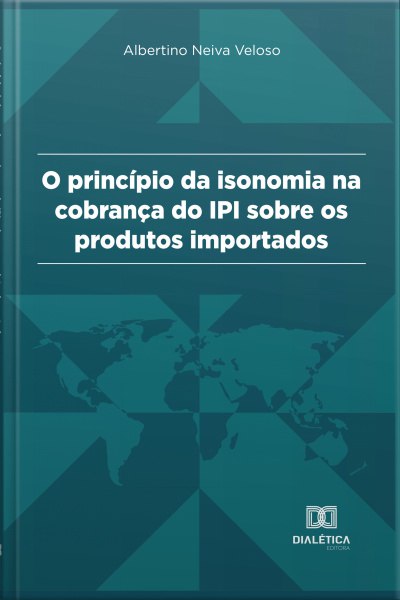 Albertino Neiva Veloso
O princípio da isonomia na
cobrança do IPI sobre os
produtos importados
DIALÉTICA
EDITORA